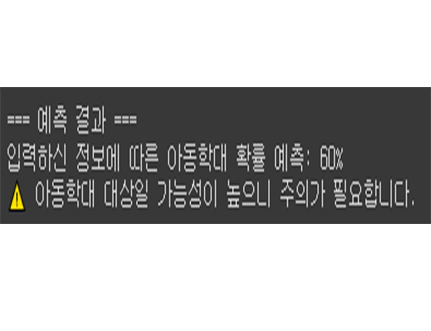 === 예측 결과 ===
입력하신 정보에 따른 아동학대 확률 예측: 60%
⚠ 아동학대 대상일 가능성이 높으니 주의가 필요합니다.